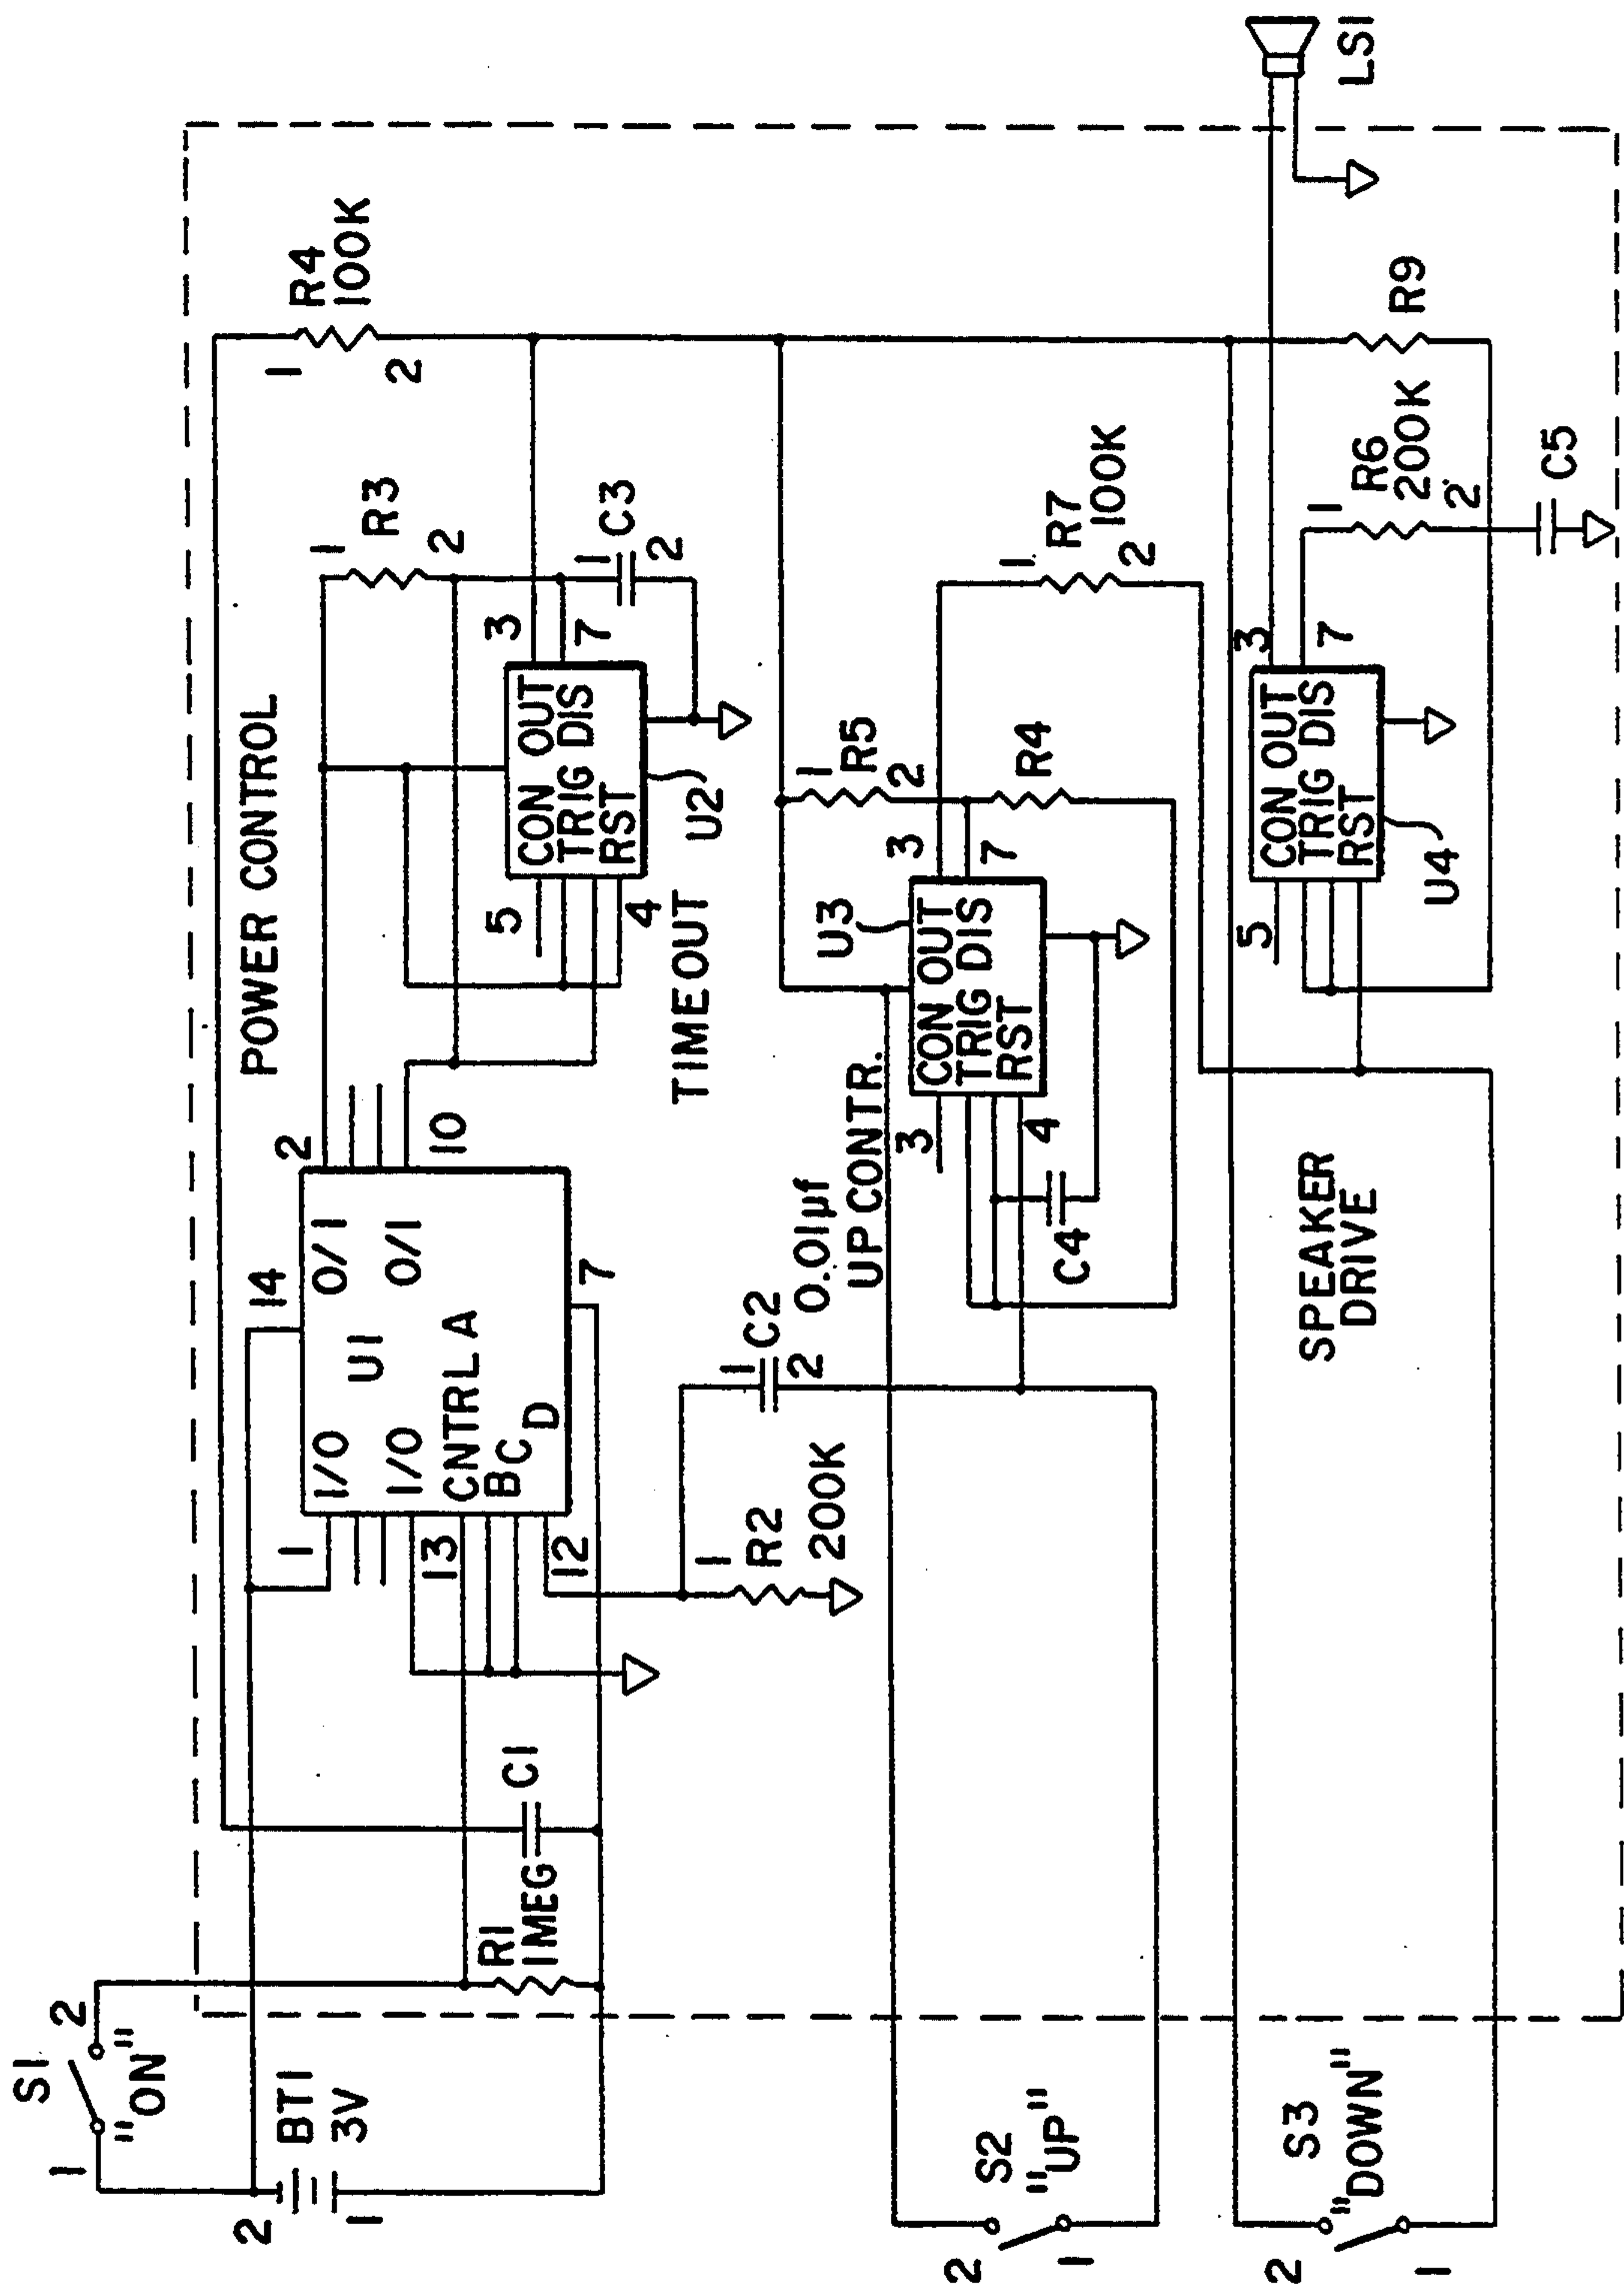 S1
1
2
"ON"
BT1
3V
2
1
R1
1MEG
C1
POWER CONTROL
14
1
2
I/O
O/I
U1
I/O
O/I
CNTRL A
B
C
D
13
12
10
7
R4
100K
1
2
R3
1
2
C3
1
2
3
7
CON OUT
TRIG DIS
RST
5
4
U2
TIMEOUT
R2
200K
1
C2
1
2
0.01µf
UP CONTR.
U3
CON OUT
TRIG DIS
RST
3
4
3
7
C4
R5
1
2
R4
R7
100K
1
2
S2
"UP"
2
1
SPEAKER
DRIVE
5
CON OUT
TRIG DIS
RST
U4
3
7
R6
200K
1
2
R9
C5
LS1
S3
"DOWN"
2
1